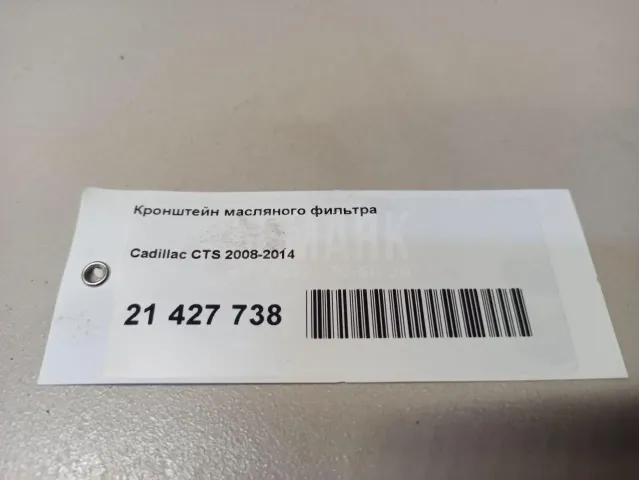 Кронштейн масляного фильтра
Cadillac CTS 2008-2014
21 427 738